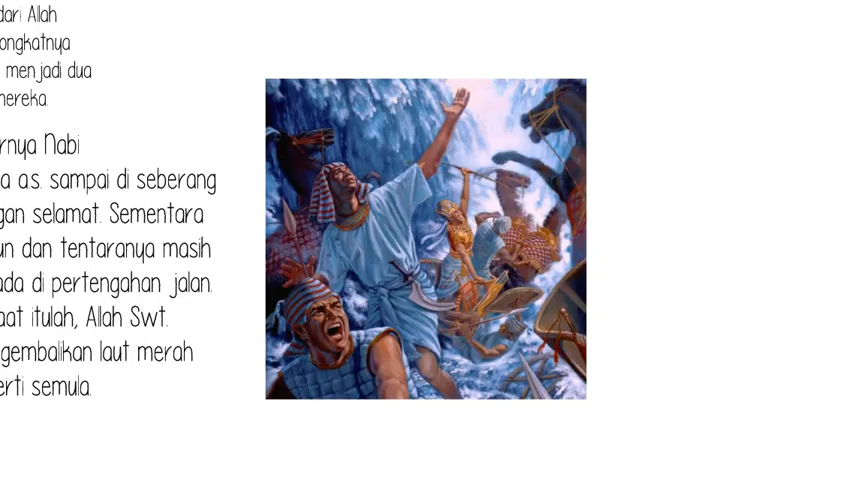 dari Allah
ongkatnya
menjadi dua
mereka.
rnya Nabi
a a.s. sampai di seberang
gan selamat. Sementara
un dan tentaranya masih
ada di pertengahan jalan.
aat itulah, Allah Swt.
gembalikan laut merah
erti semula.